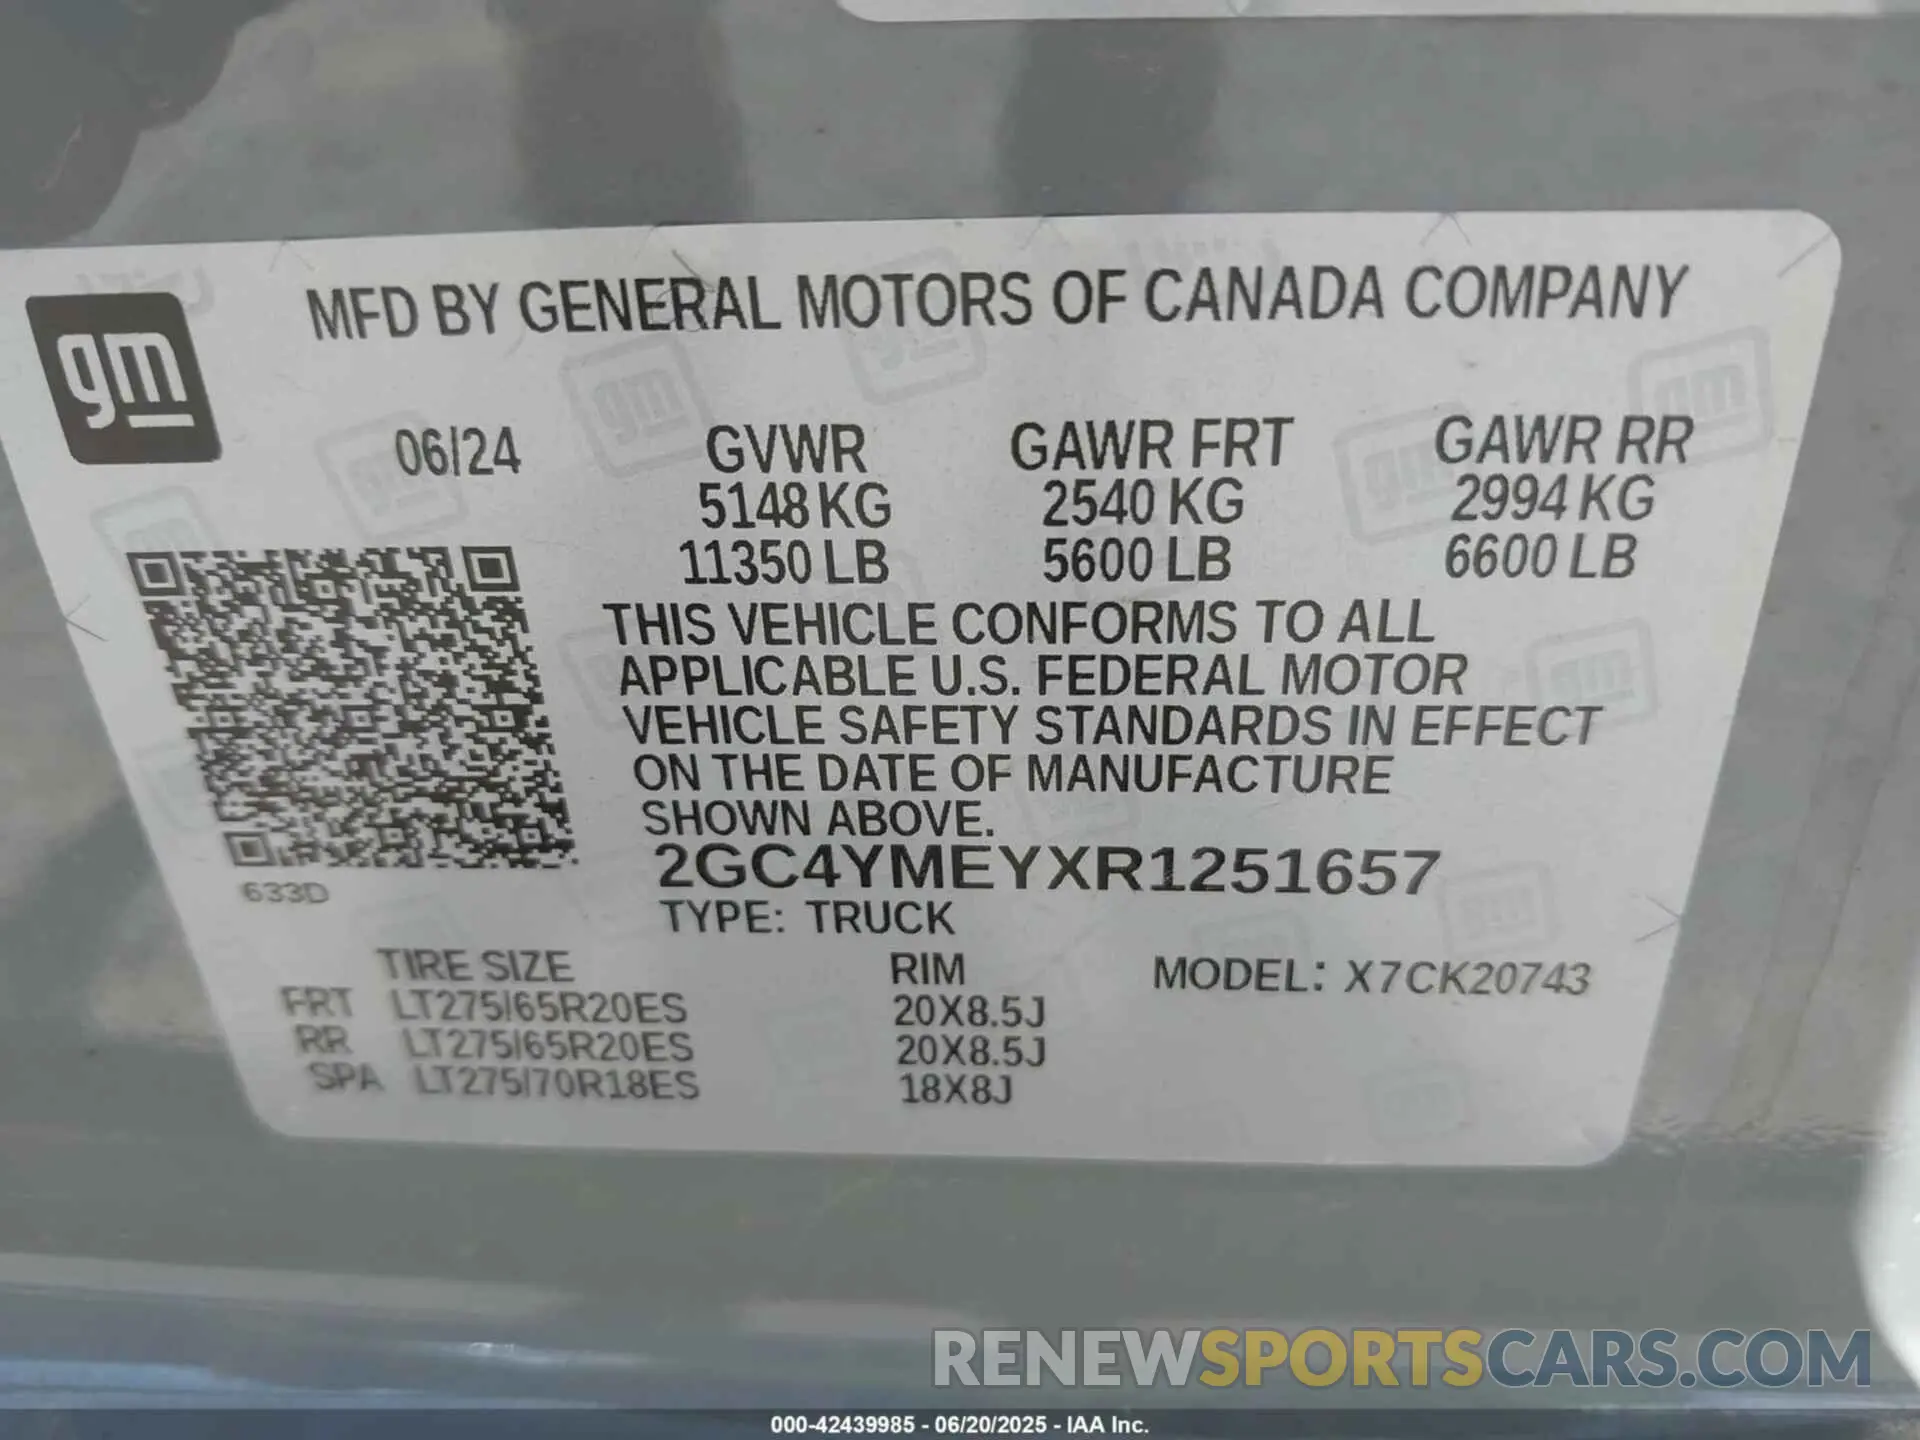 gm
MFD BY GENERAL MOTORS OF CANADA COMPANY
06/24 GVWR GAWR FRT GAWR RR
5148 KG 2540 KG 2994 KG
11350 LB 5600 LB 6600 LB
THIS VEHICLE CONFORMS TO ALL
APPLICABLE U.S. FEDERAL MOTOR
VEHICLE SAFETY STANDARDS IN EFFECT
ON THE DATE OF MANUFACTURE
SHOWN ABOVE.
2GC4YMEYXR1251657
633D
TYPE: TRUCK
TIRE SIZE RIM MODEL: X7CK20743
FRT LT275/65R20ES 20X8.5J
RR LT275/65R20ES 20X8.5J
SPA LT275/70R18ES 18X8J
RENEWSPORTSCARS.COM
000-42439985 - 06/20/2025 - IAA Inc.